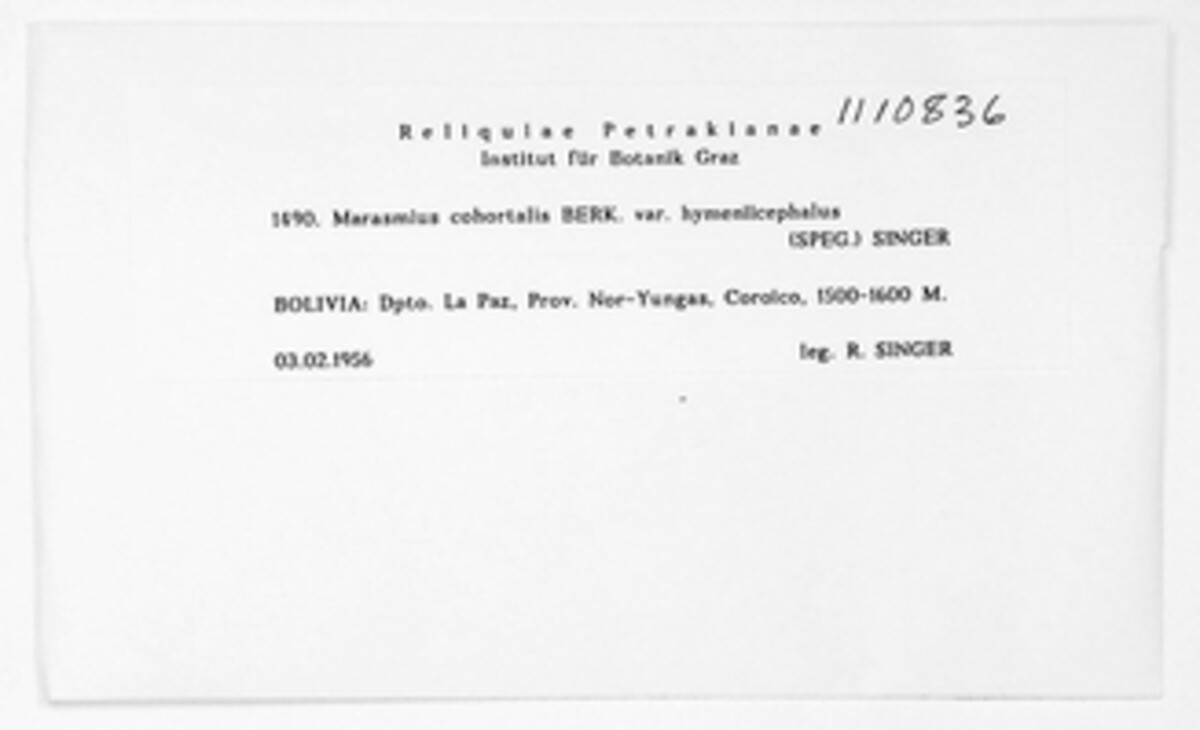 Reliquiae Petrakianae 1110836
Institut für Botanik Graz
1490. Marasmius cohortalis BERK. var. hymeniicephalus
(SPEG.) SINGER
BOLIVIA: Dpto. La Paz, Prov. Nor-Yungas, Coroico, 1500-1600 M.
03.02.1956 leg. R. SINGER